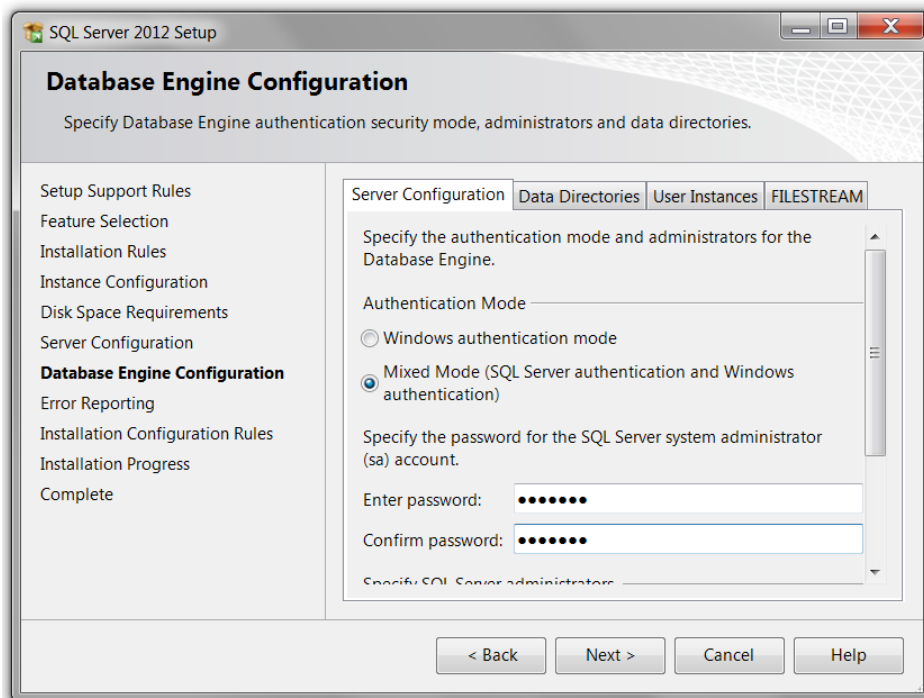 SQL Server 2012 Setup
Database Engine Configuration
Specify Database Engine authentication security mode, administrators and data directories.
Setup Support Rules
Feature Selection
Installation Rules
Instance Configuration
Disk Space Requirements
Server Configuration
Database Engine Configuration
Error Reporting
Installation Configuration Rules
Installation Progress
Complete
Server Configuration Data Directories User Instances FILESTREAM
Specify the authentication mode and administrators for the
Database Engine.
Authentication Mode
Windows authentication mode
Mixed Mode (SQL Server authentication and Windows
authentication)
Specify the password for the SQL Server system administrator
(sa) account.
Enter password: •••••••
Confirm password: •••••••
Specify SQL Server administrators
< Back Next > Cancel Help